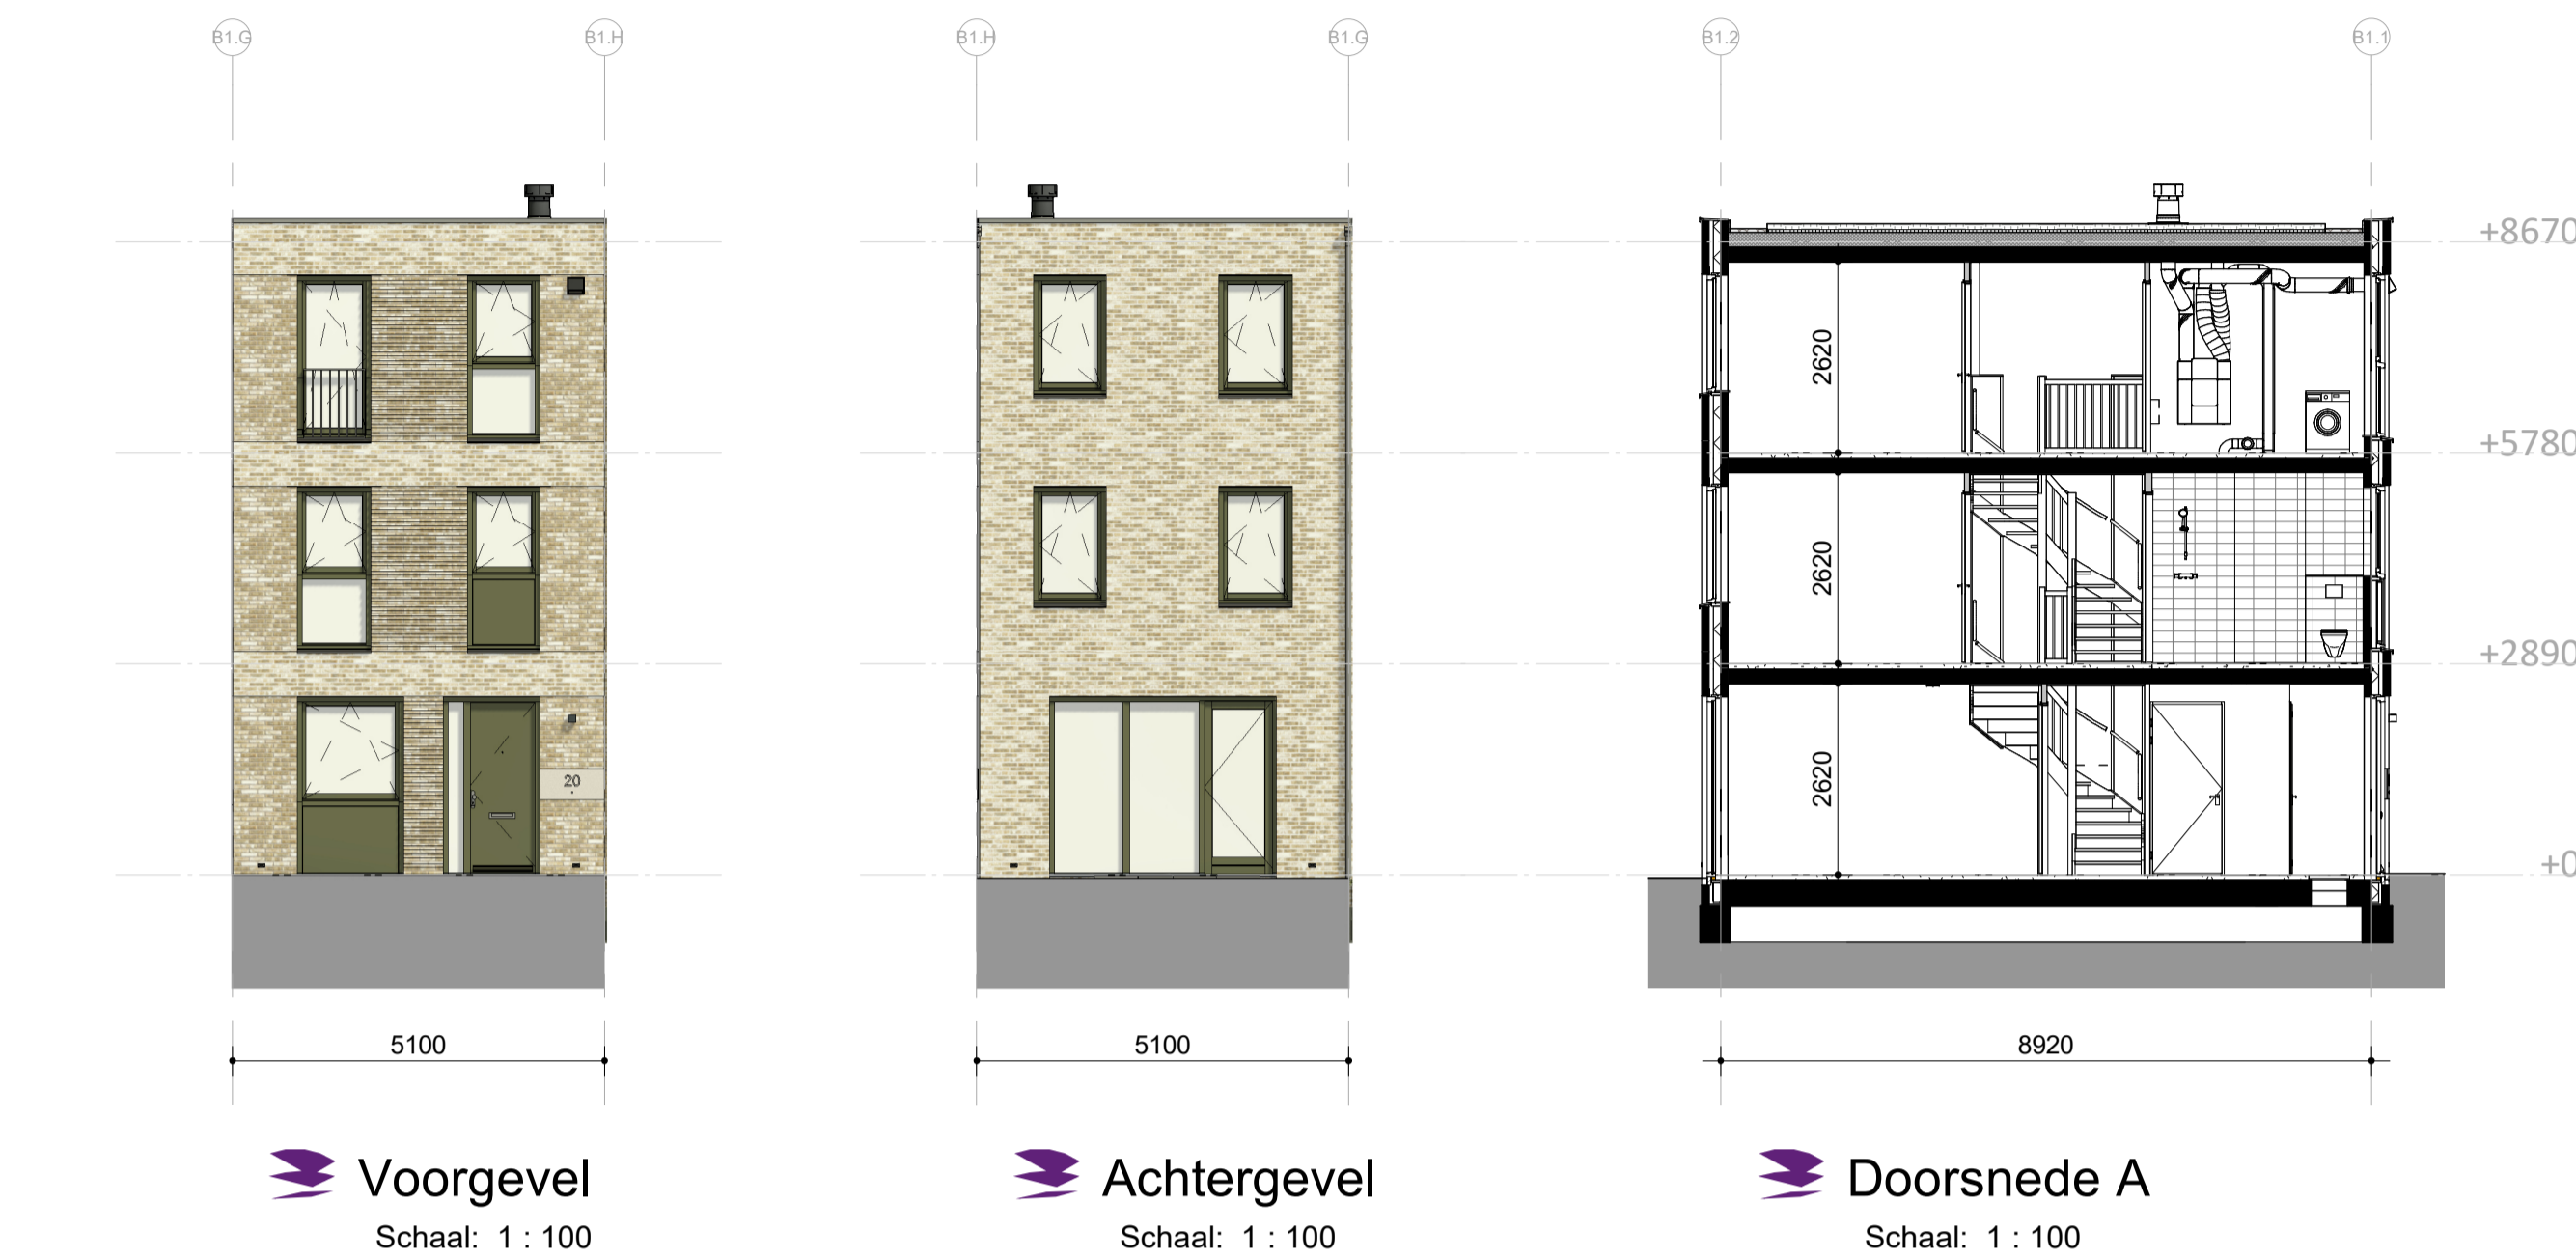 B1.G
B1.H
B1.H
B1.G
B1.2
B1.1
+8670
2620
+5780
2620
+2890
2620
20
+0
5100
5100
8920
Voorgevel
Schaal: 1 : 100
Achtergevel
Schaal: 1 : 100
Doorsnede A
Schaal: 1 : 100